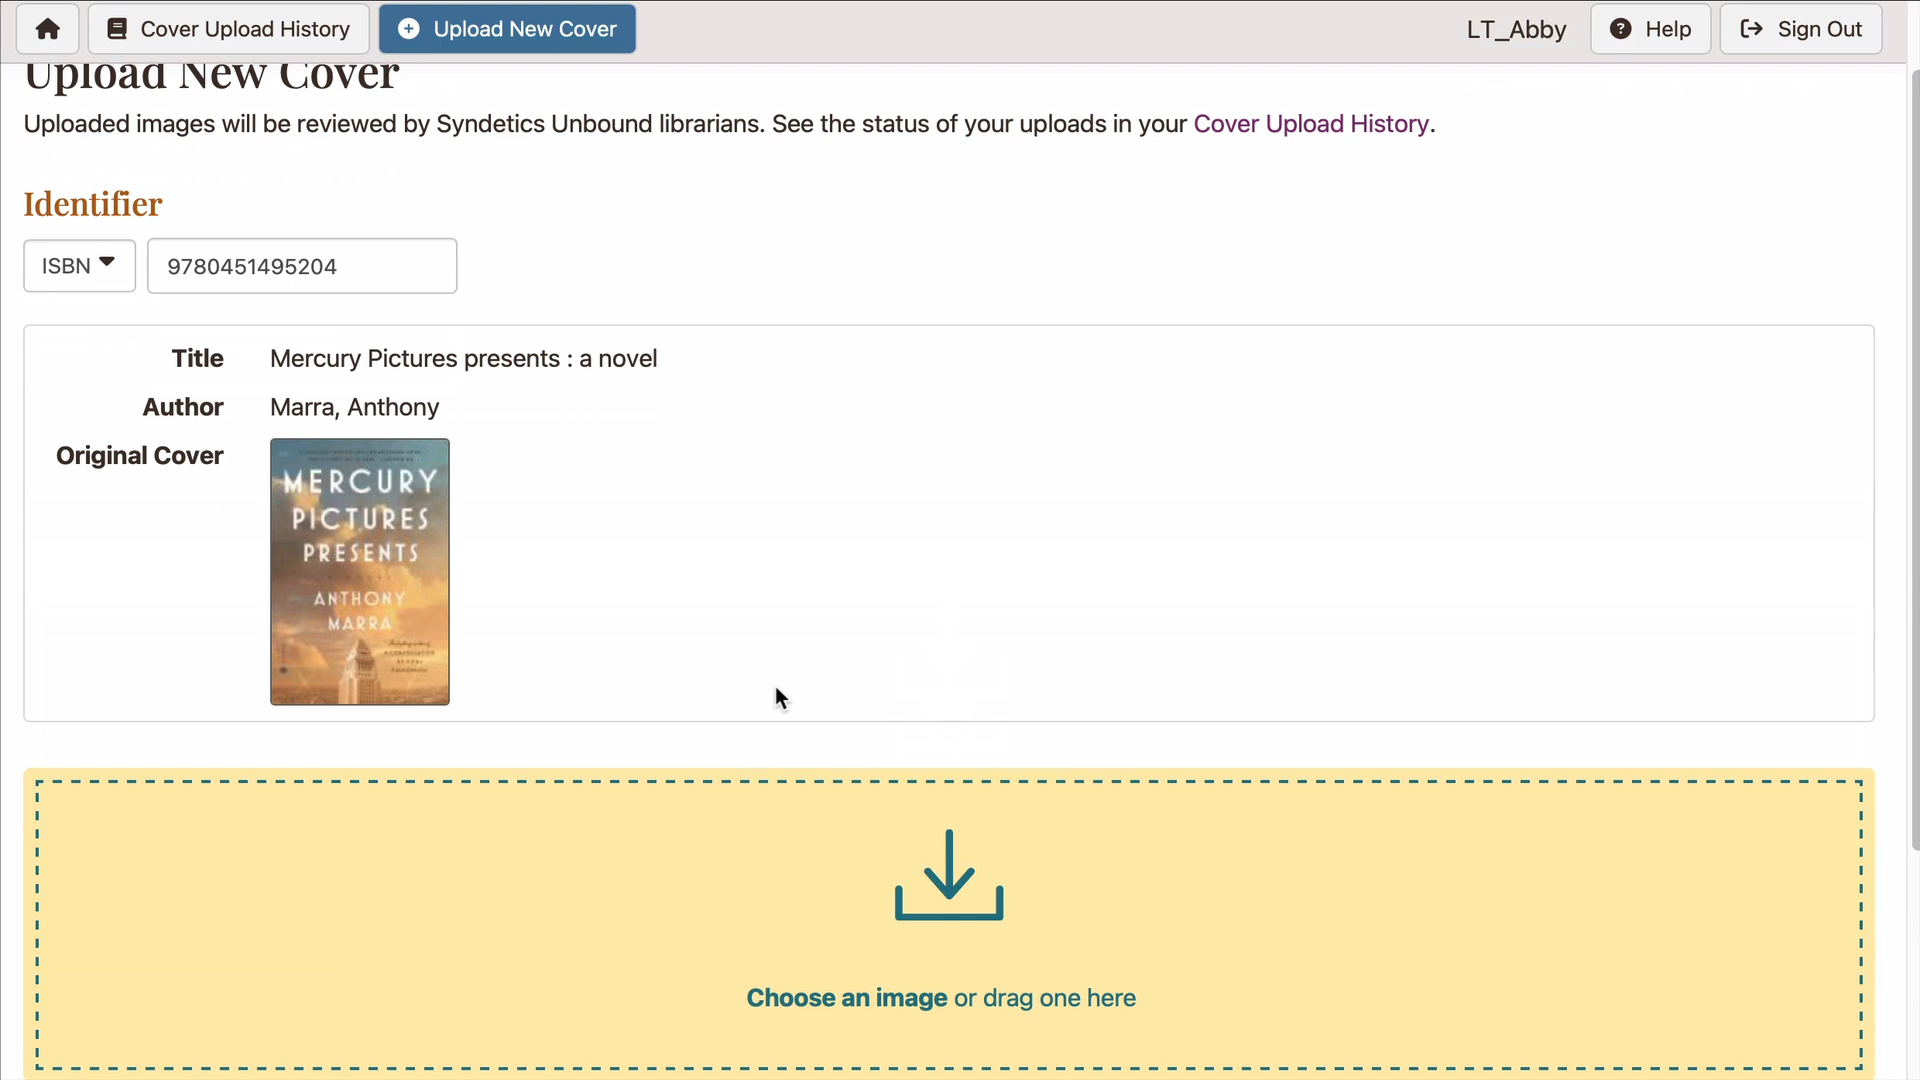 Cover Upload History
Upload New Cover
LT_Abby
Help
Sign Out
Upload New Cover
Uploaded images will be reviewed by Syndetics Unbound librarians. See the status of your uploads in your Cover Upload History.
Identifier
ISBN
9780451495204
Title Mercury Pictures presents : a novel
Author Marra, Anthony
Original Cover
MERCURY
PICTURES
PRESENTS
ANTHONY
MARRA
Choose an image or drag one here